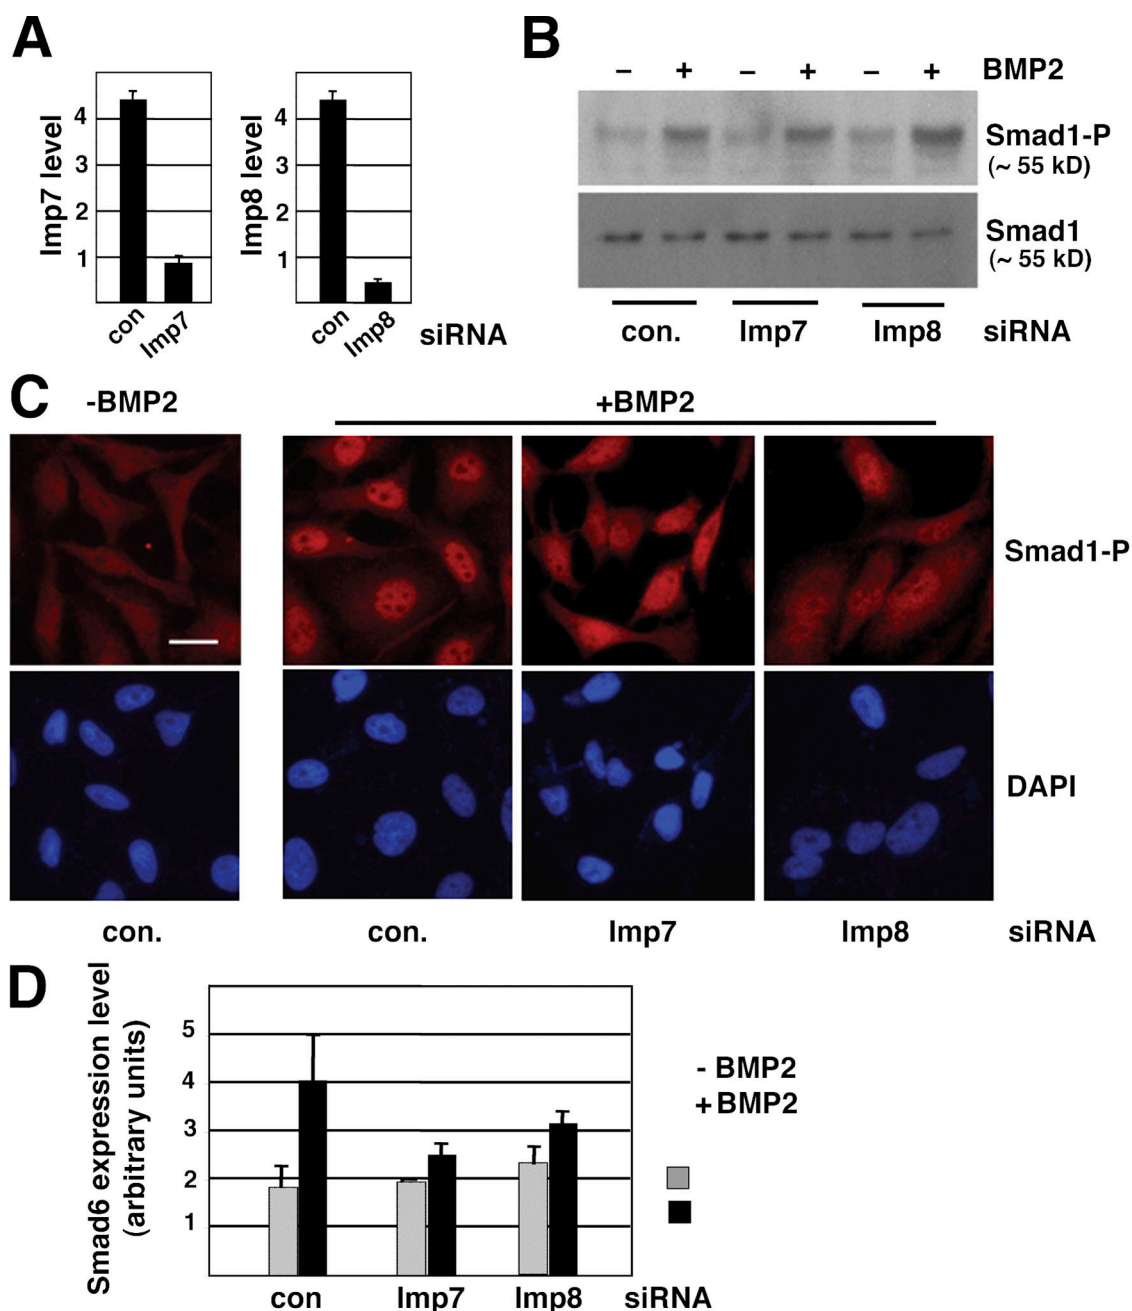 A
Imp7 level
4
3
2
1
con
Imp7
Imp8 level
4
3
2
1
con
Imp8
siRNA
B
– + – + – + BMP2
Smad1-P
(~ 55 kD)
Smad1
(~ 55 kD)
con. Imp7 Imp8 siRNA
C
-BMP2 +BMP2
Smad1-P
DAPI
con. con. Imp7 Imp8 siRNA
D
Smad6 expression level
(arbitrary units)
5
4
3
2
1
- BMP2
+ BMP2
con Imp7 Imp8 siRNA